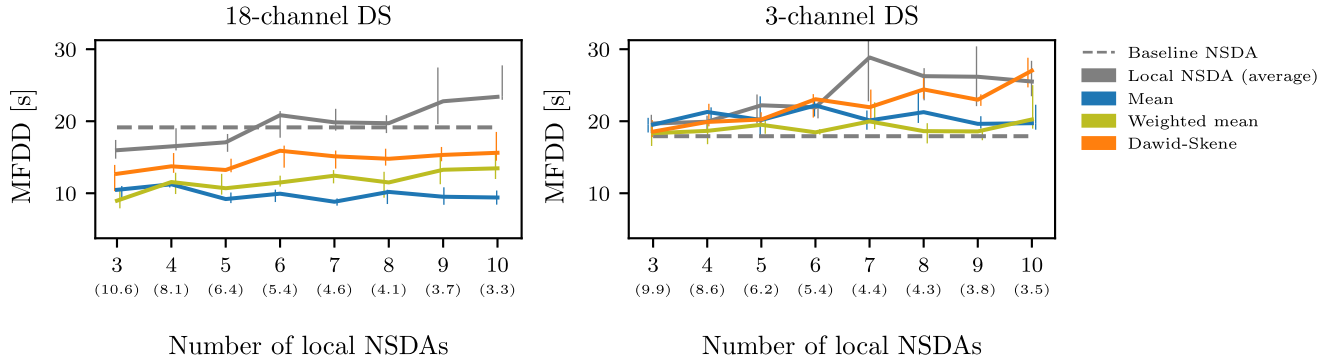 18-channel DS
MFDD [s]
30
20
10
3 4 5 6 7 8 9 10
(10.6) (8.1) (6.4) (5.4) (4.6) (4.1) (3.7) (3.3)
Number of local NSDAs
3-channel DS
MFDD [s]
30
20
10
3 4 5 6 7 8 9 10
(9.9) (8.6) (6.2) (5.4) (4.4) (4.3) (3.8) (3.5)
Number of local NSDAs
Baseline NSDA
Local NSDA (average)
Mean
Weighted mean
Dawid-Skene